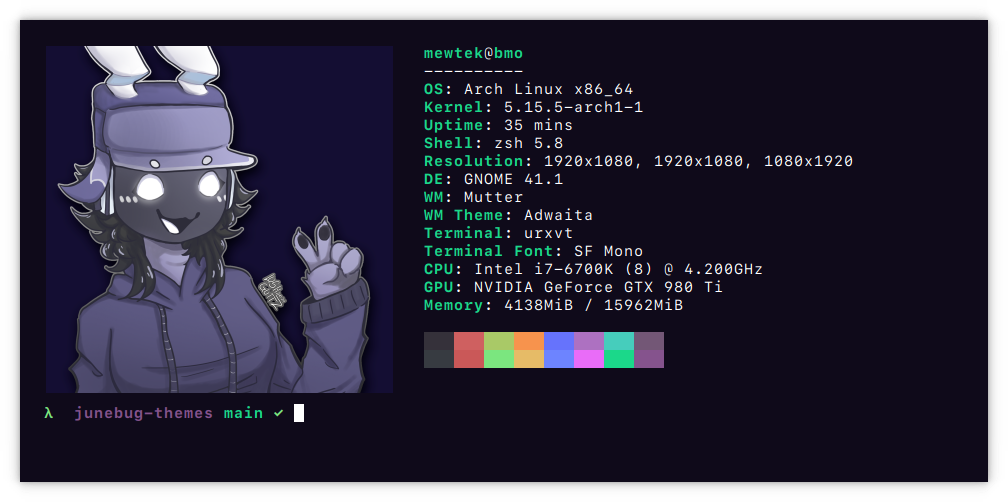 mewtek@bmo
----------
OS: Arch Linux x86_64
Kernel: 5.15.5-arch1-1
Uptime: 35 mins
Shell: zsh 5.8
Resolution: 1920x1080, 1920x1080, 1080x1920
DE: GNOME 41.1
WM: Mutter
WM Theme: Adwaita
Terminal: urxvt
Terminal Font: SF Mono
CPU: Intel i7-6700K (8) @ 4.200GHz
GPU: NVIDIA GeForce GTX 980 Ti
Memory: 4138MiB / 15962MiB
λ junebug-themes main ✓